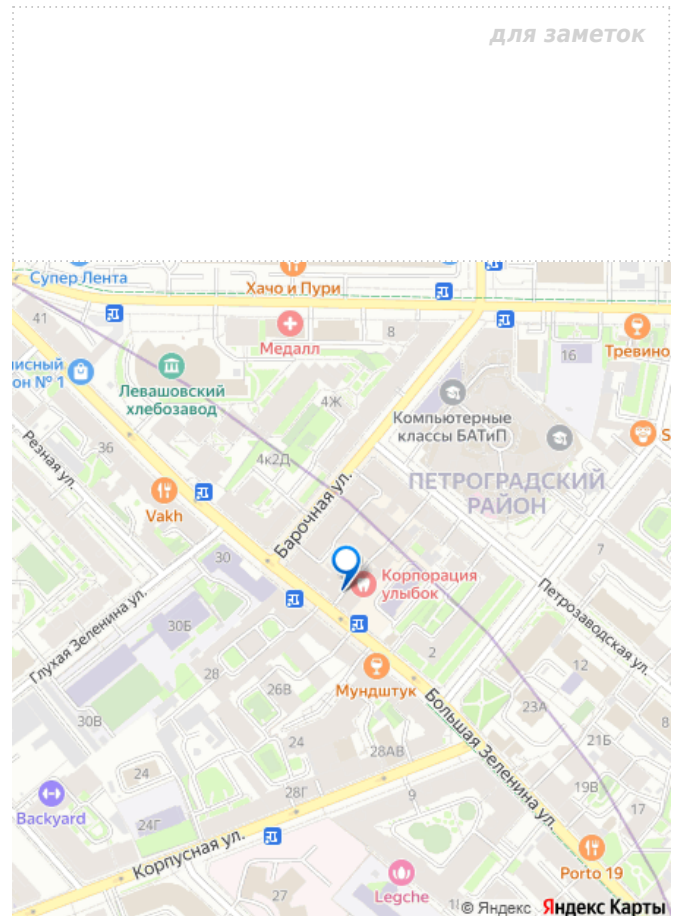 для заметок
Супер Лента
Хачо и Пури
41
8
Медалл
16
Тревино
Левашовский
хлебозавод
4Ж
Компьютерные
классы БАТиП
Резная ул.
36
4к2Д
ПЕТРОГРАДСКИЙ
РАЙОН
Vakh
Барочная ул.
30
7
Корпорация
улыбок
Глухая Зеленина ул.
30Б
Петрозаводская ул.
2
12
28
26В
Мундштук
Большая Зеленина ул.
23А
30В
8
24
28АВ
21Б
24
28Г
9
19В
17
Backyard
24Г
Корпусная ул.
Porto 19
27
Legche
© Яндекс Яндекс Карты